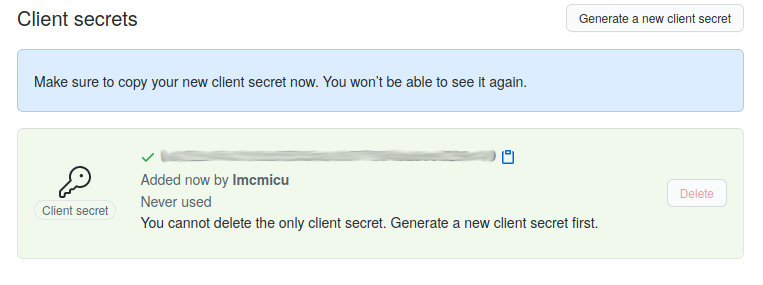 Client secrets
Generate a new client secret
Make sure to copy your new client secret now. You won't be able to see it again.
Added now by lmcmicu
Never used
Client secret
Delete
You cannot delete the only client secret. Generate a new client secret first.